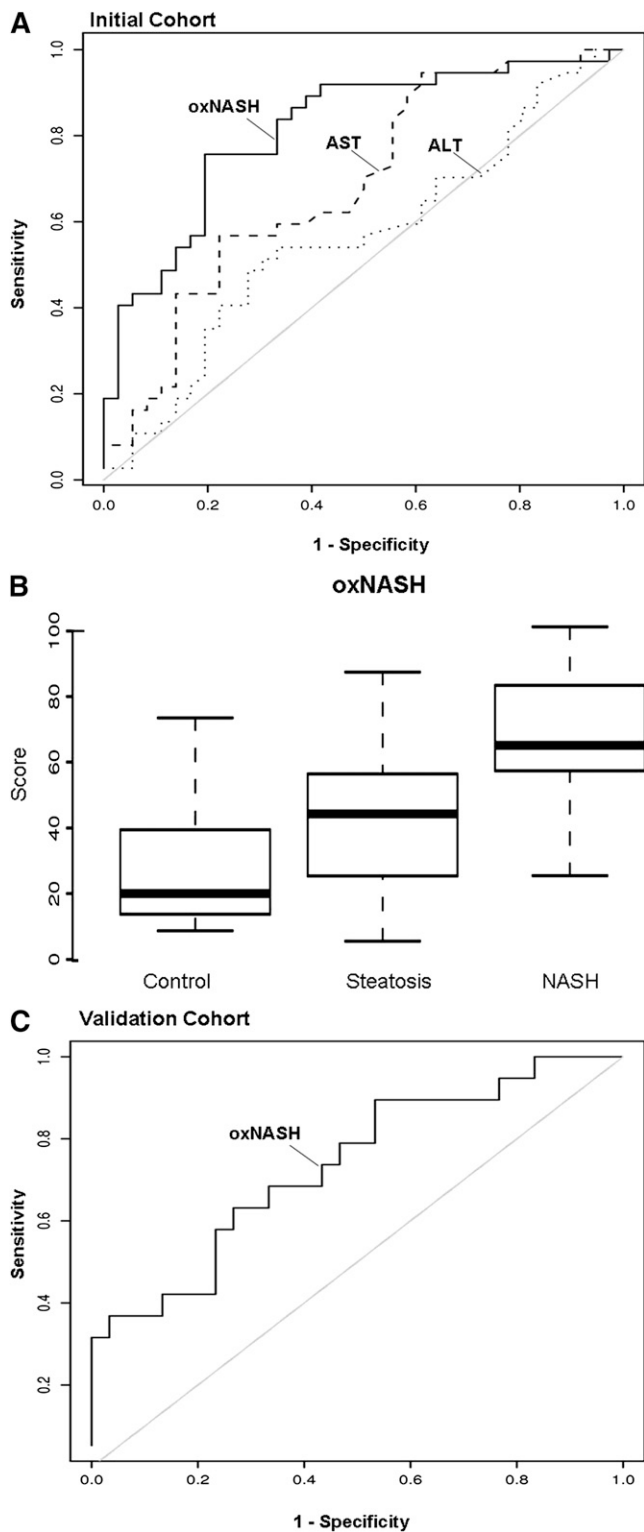 A Initial Cohort
1.0
0.8
0.6
0.4
0.2
0.0
Sensitivity
oxNASH
AST
ALT
0.0 0.2 0.4 0.6 0.8 1.0
1 - Specificity
B oxNASH
100
80
60
40
20
0
Score
Control Steatosis NASH
C Validation Cohort
1.0
0.8
0.6
0.4
0.2
Sensitivity
oxNASH
0.0 0.2 0.4 0.6 0.8 1.0
1 - Specificity